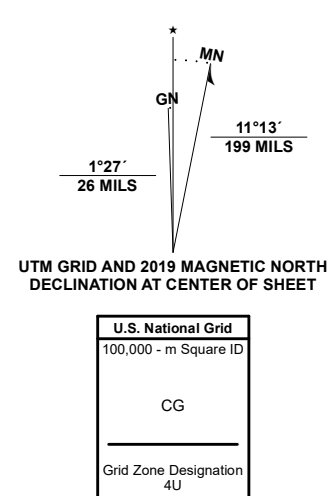 ★
MN
GN
11°13´
199 MILS
1°27´
26 MILS
UTM GRID AND 2019 MAGNETIC NORTH
DECLINATION AT CENTER OF SHEET
U.S. National Grid
100,000 - m Square ID
CG
Grid Zone Designation
4U